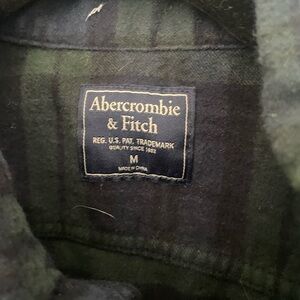 Abercrombie
& Fitch
REG. U.S. PAT. TRADEMARK
QUALITY SINCE 1892
M
MADE IN CHINA